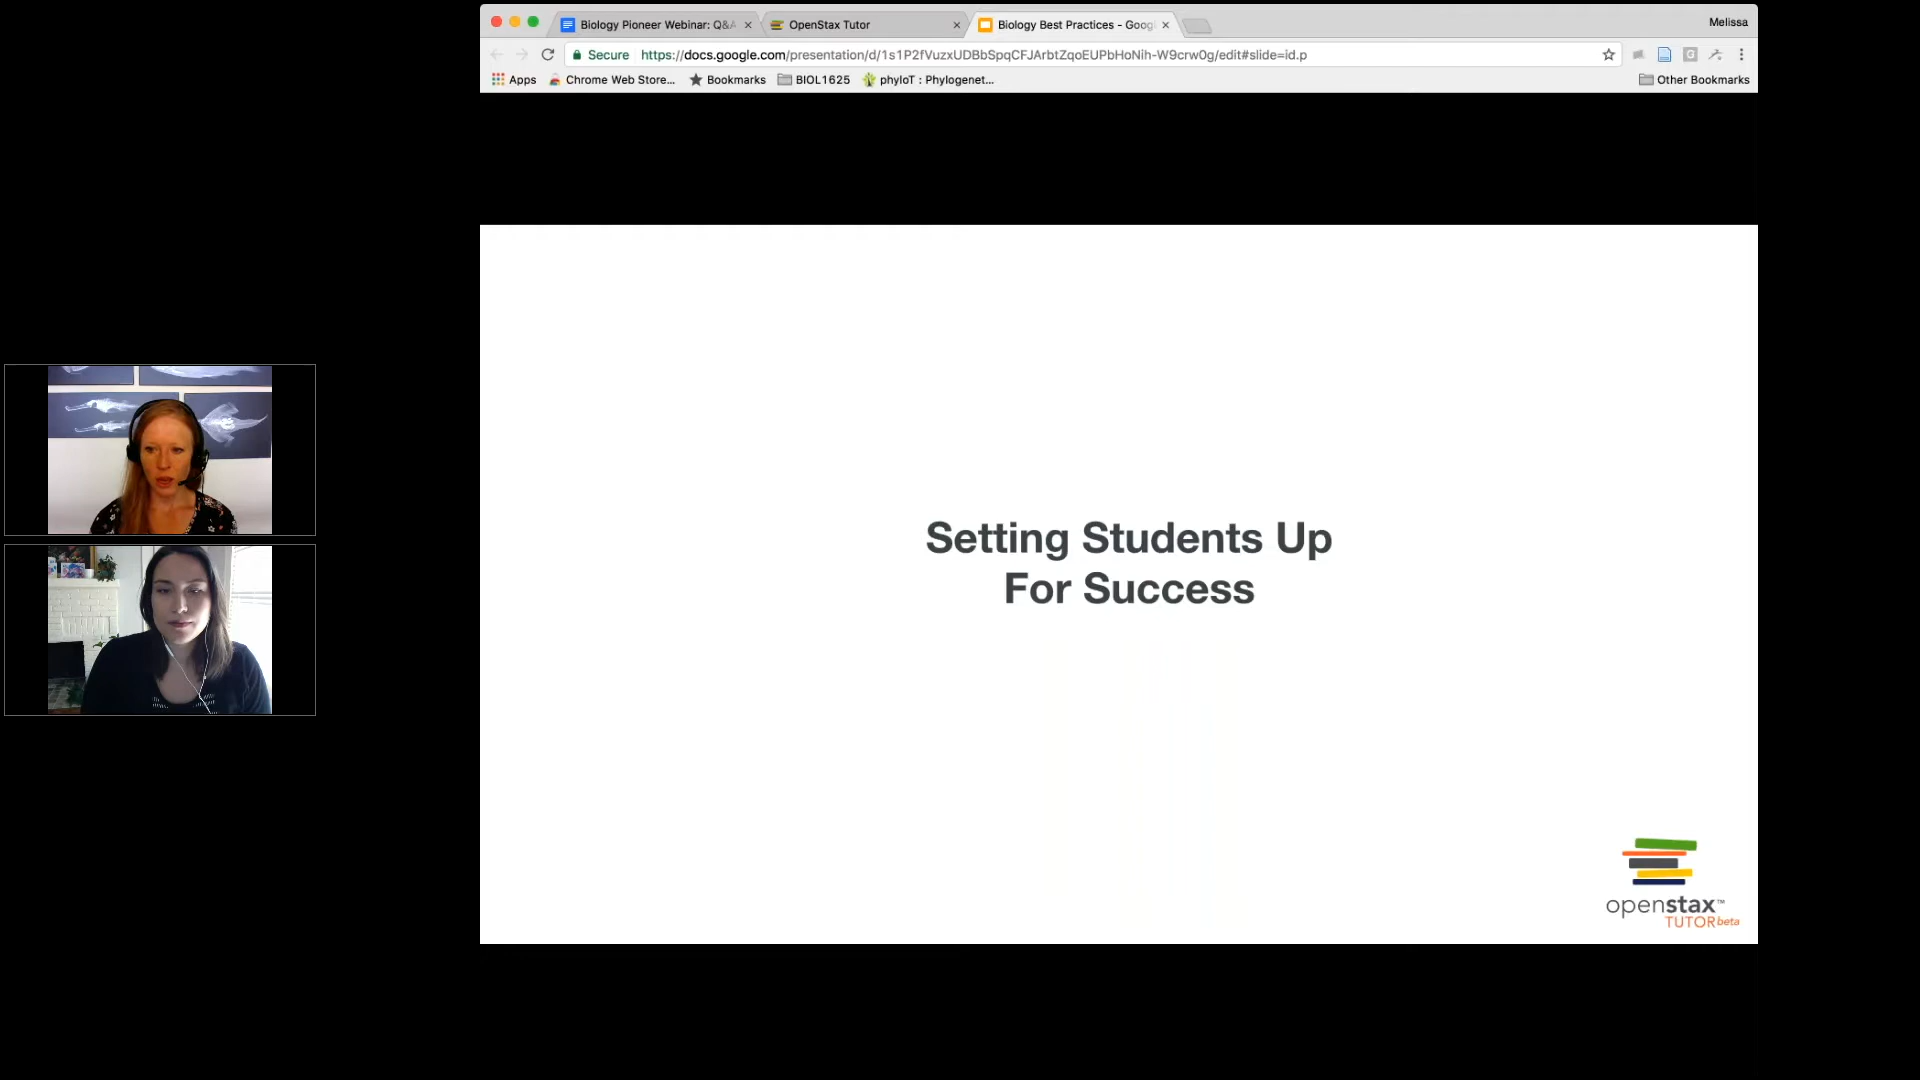 Biology Pioneer Webinar: Q&A
OpenStax Tutor
Biology Best Practices - Goog
Melissa
Secure
https://docs.google.com/presentation/d/1s1P2fVuzxUDBbSpqCFJArbtZqoEUPbHoNih-W9crw0g/edit#slide=id.p
Apps
Chrome Web Store...
Bookmarks
BIOL1625
phyloT : Phylogenet...
Other Bookmarks
Setting Students Up
For Success
openstax™
TUTOR beta